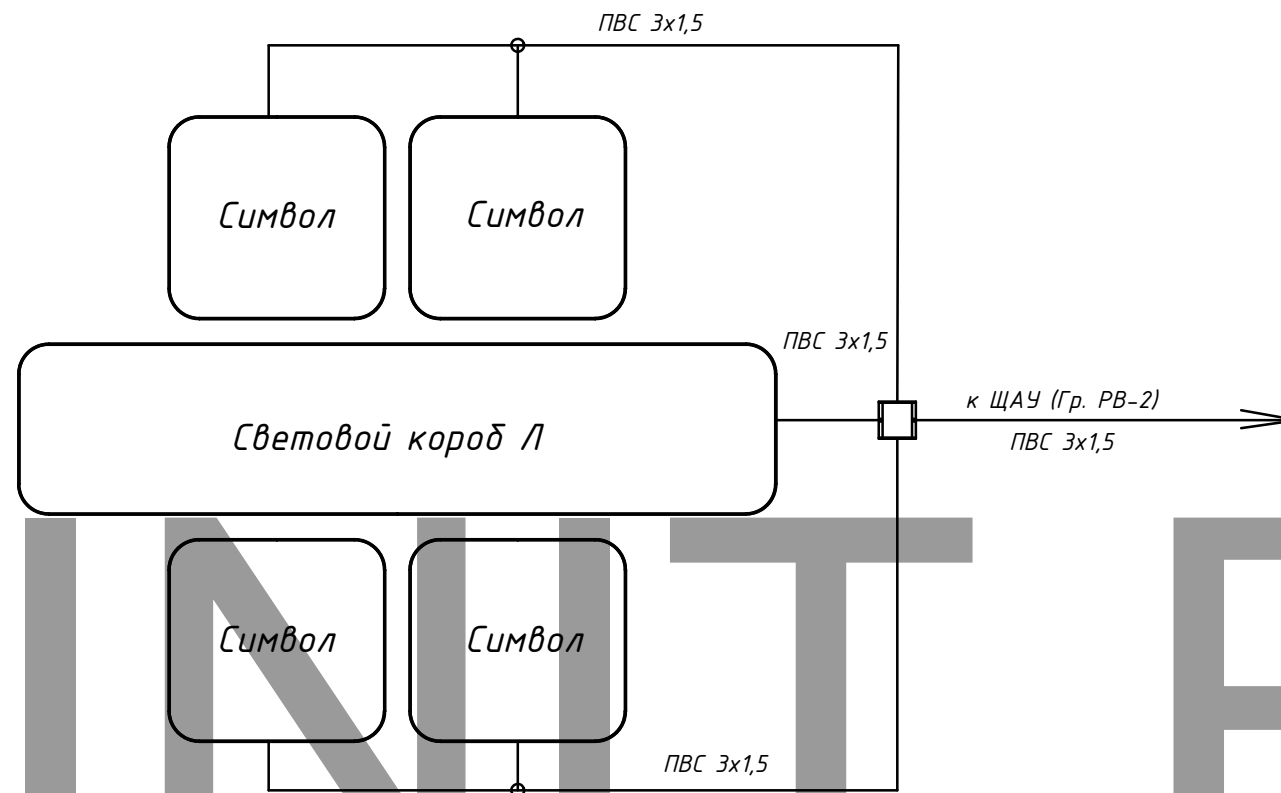 ПВС 3х1,5
Символ Символ
ПВС 3х1,5
к ЩАУ (Гр. РВ-2)
Световой короб Л
ПВС 3х1,5
Символ Символ
ПВС 3х1,5